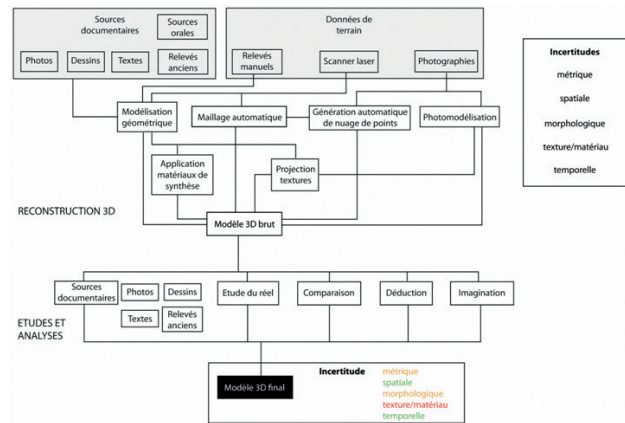 Sources
documentaires
Sources
orales
Photos
Dessins
Textes
Relevés
anciens
Données de
terrain
Relevés
manuels
Scanner laser
Photographies
Incertitudes
métrique
spatiale
morphologique
texture/matériau
temporelle
Modélisation
géométrique
Maillage automatique
Génération automatique
de nuage de points
Photomodélisation
Application
matériaux de
synthèse
Projection
textures
RECONSTRUCTION 3D
Modèle 3D brut
Sources
documentaires
Photos
Dessins
Textes
Relevés
anciens
Etude du réel
Comparaison
Déduction
Imagination
ETUDES ET
ANALYSES
Modèle 3D final
Incertitude
métrique
spatiale
morphologique
texture/matériau
temporelle